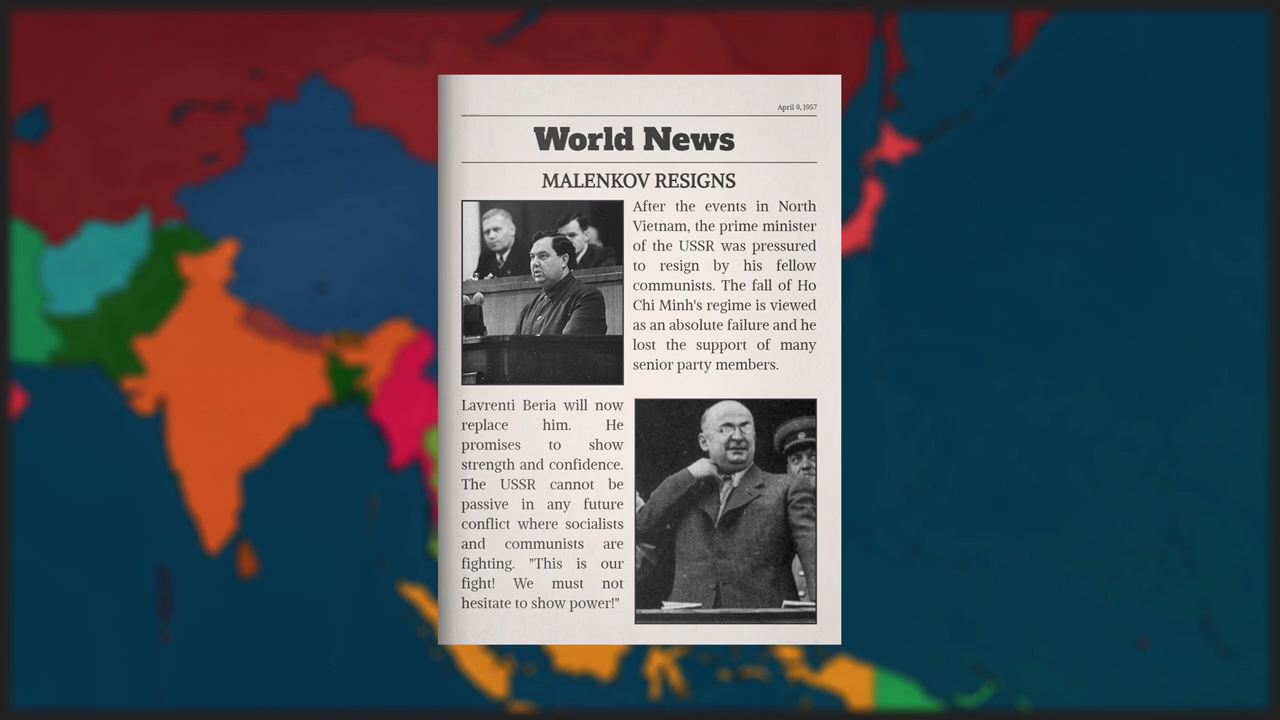 April 9, 1957
World News
MALENKOV RESIGNS
After the events in North
Vietnam, the prime minister
of the USSR was pressured
to resign by his fellow
communists. The fall of Ho
Chi Minh's regime is viewed
as an absolute failure and he
lost the support of many
senior party members.
Lavrenti Beria will now
replace him. He
promises to show
strength and confidence.
The USSR cannot be
passive in any future
conflict where socialists
and communists are
fighting. "This is our
fight! We must not
hesitate to show power!"